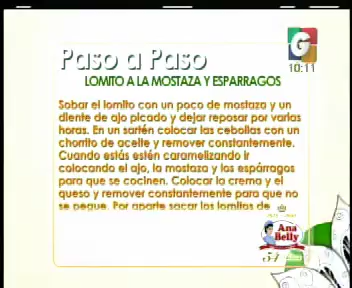 Paso a Paso
G
10:11
LOMITO A LA MOSTAZA Y ESPARRAGOS
Sobar el lomito con un poco de mostaza y un
diente de ajo picado y dejar reposar por varias
horas. En un sartén colocar las cebollas con un
chorrito de aceite y remover constantemente.
Cuando estás estén caramelizando ir
colocando el ajo, la mostaza y los espárragos
para que se cocinen. Colocar la crema y el
queso y remover constantemente para que no
se pegue. Por aparte sacar los lomitos de
Ana
Belly